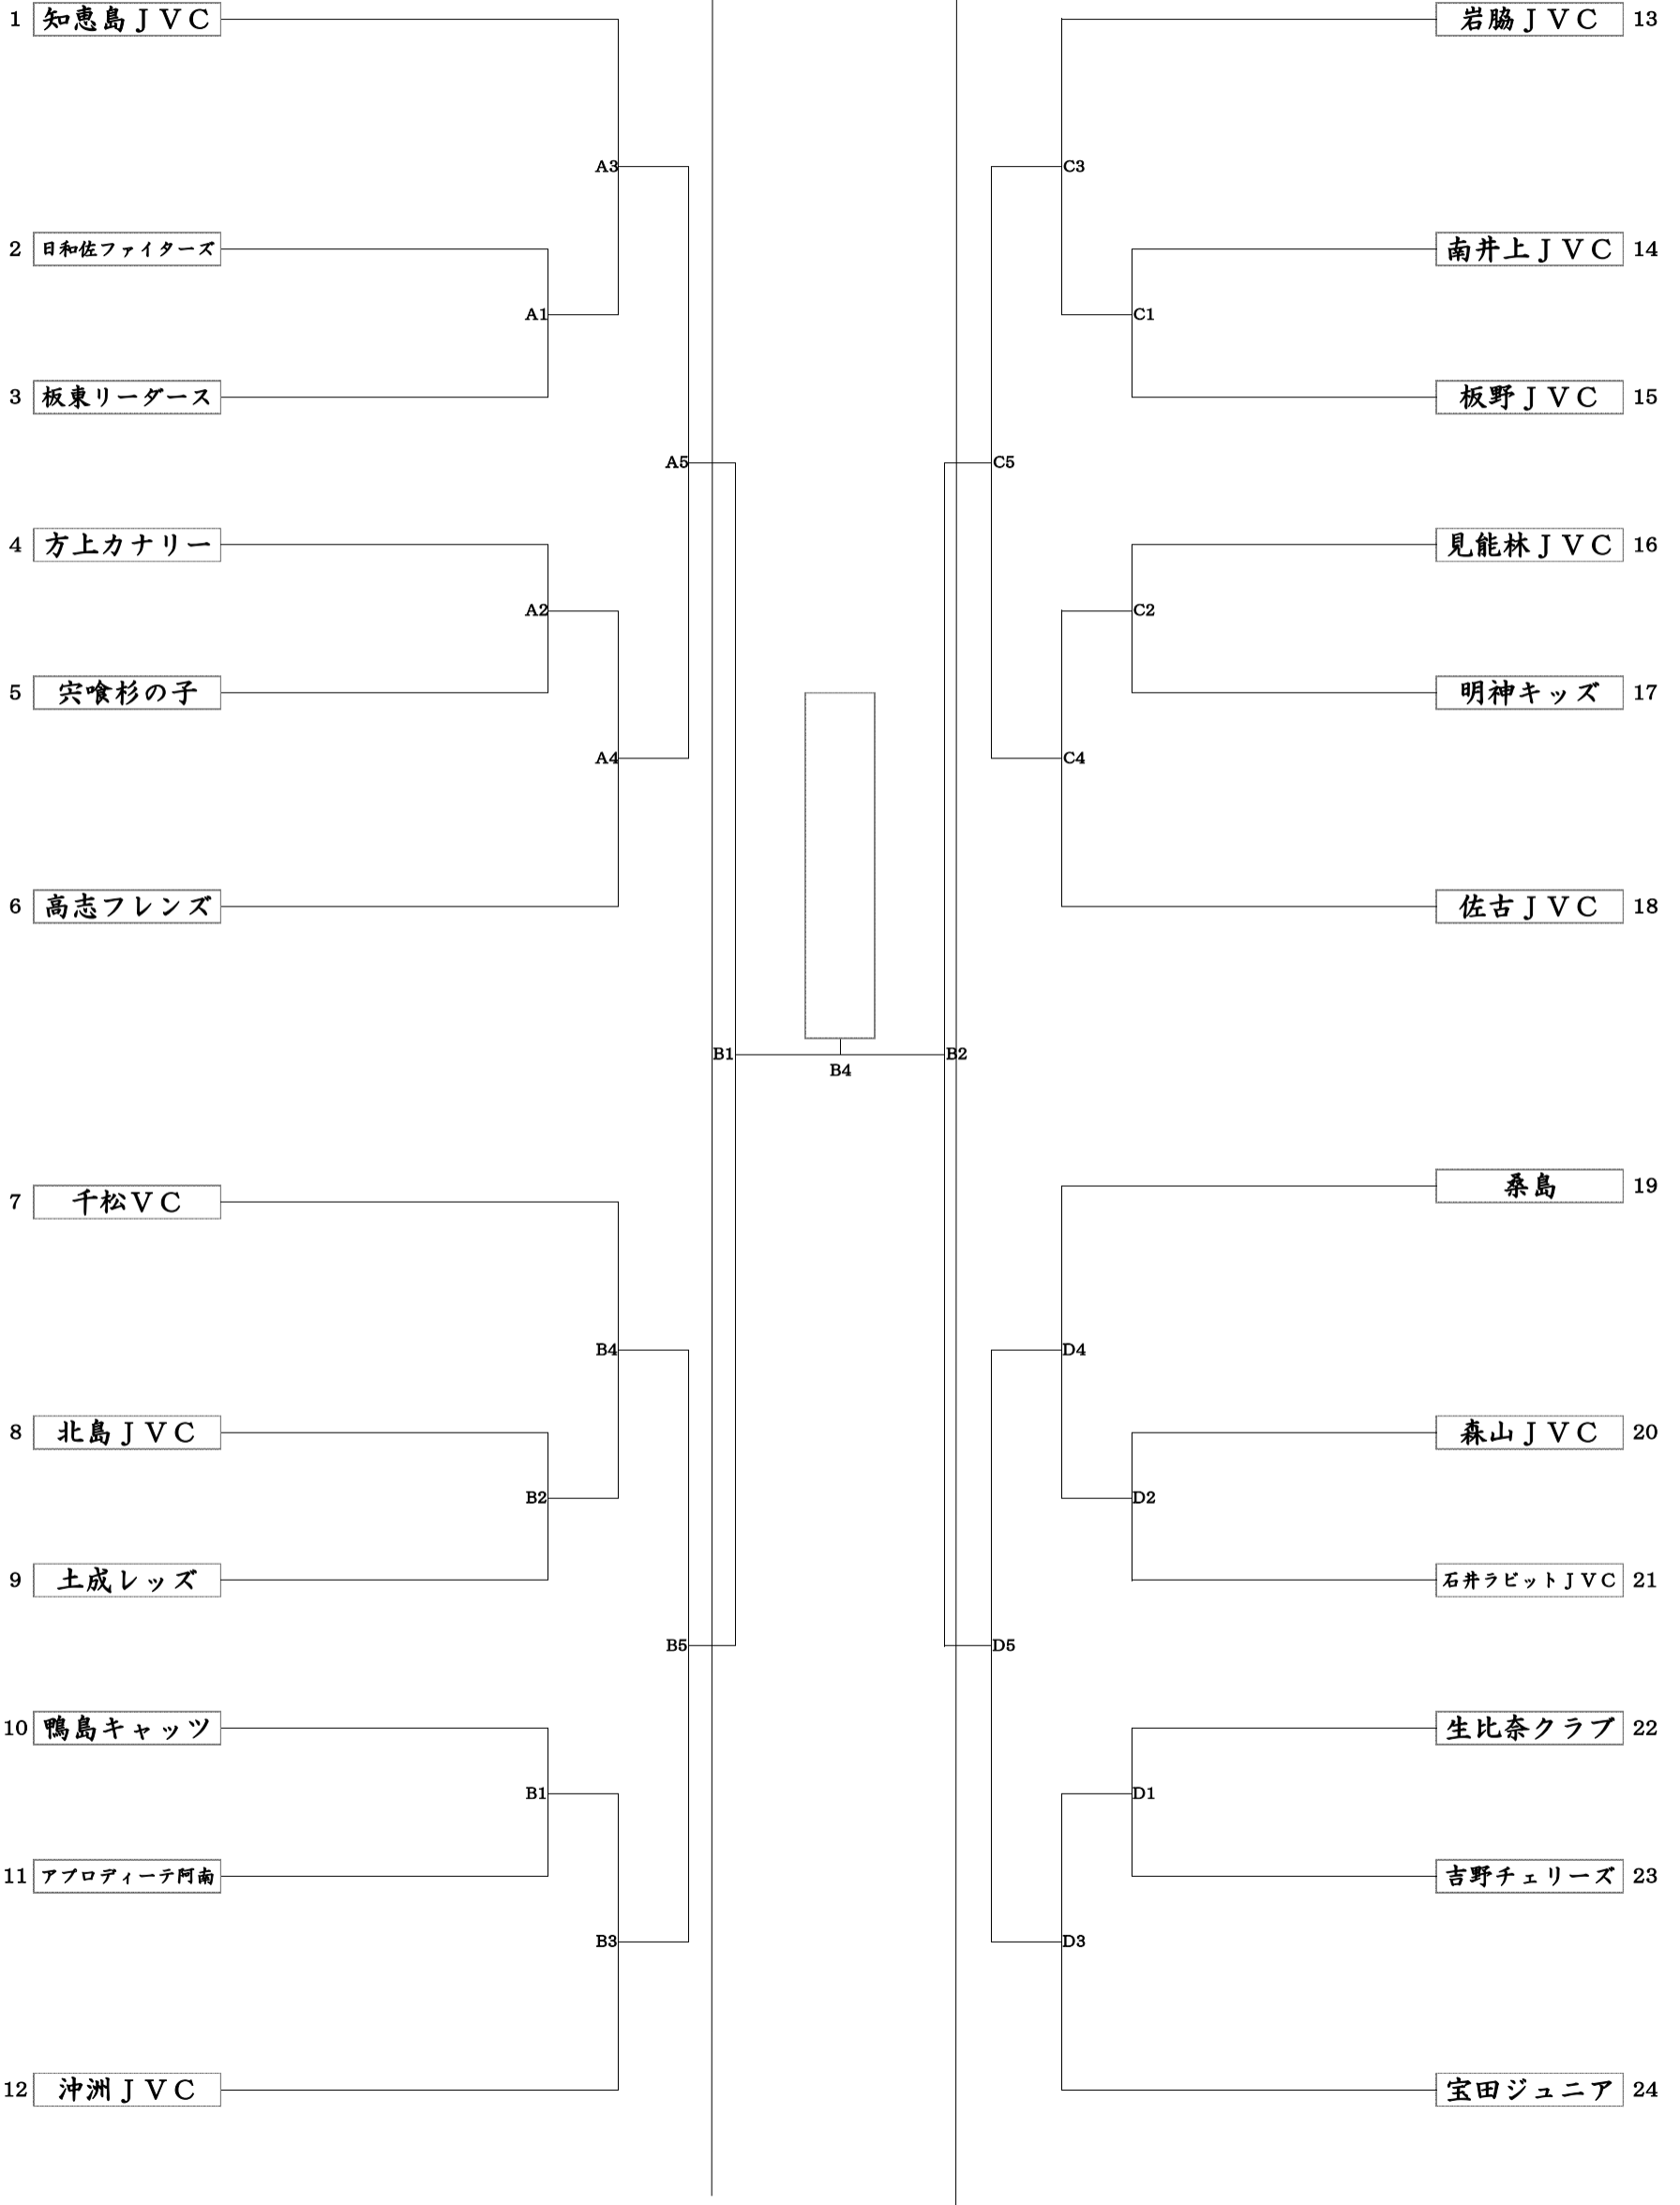 1 知恵島ＪＶＣ
岩脇ＪＶＣ 13
A3
C3
2 日和佐ファイターズ
南井上ＪＶＣ 14
A1
C1
3 板東リーダース
板野ＪＶＣ 15
A5
C5
4 方上カナリー
見能林ＪＶＣ 16
A2
C2
5 宍喰杉の子
明神キッズ 17
A4
C4
6 高志フレンズ
佐古ＪＶＣ 18
B1
B2
B4
7 千松ＶＣ
桑島 19
B4
D4
8 北島ＪＶＣ
森山ＪＶＣ 20
B2
D2
9 土成レッズ
石井ラビットＪＶＣ 21
B5
D5
10 鴨島キャッツ
生比奈クラブ 22
B1
D1
11 アプロディーテ阿南
吉野チェリーズ 23
B3
D3
12 沖洲ＪＶＣ
宝田ジュニア 24